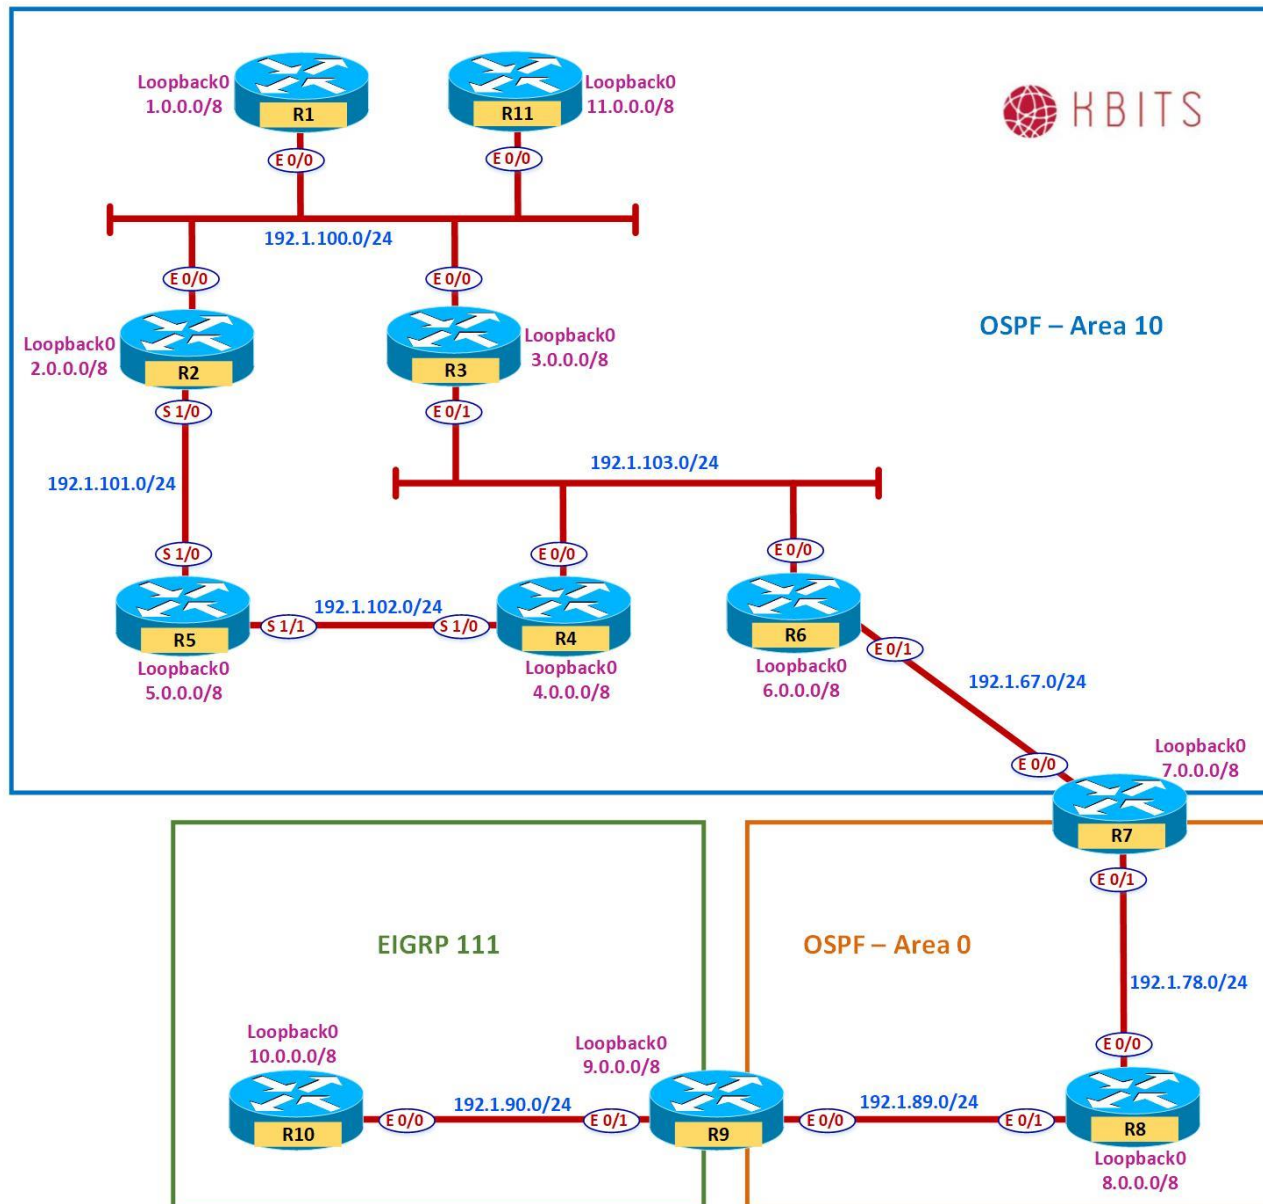 Loopback0
1.0.0.0/8
R1
E 0/0
R11
Loopback0
11.0.0.0/8
E 0/0
KBITS
192.1.100.0/24
E 0/0
E 0/0
Loopback0
2.0.0.0/8
R2
S 1/0
R3
Loopback0
3.0.0.0/8
E 0/1
OSPF – Area 10
192.1.101.0/24
192.1.103.0/24
S 1/0
E 0/0
E 0/0
R5
Loopback0
5.0.0.0/8
S 1/1
192.1.102.0/24
S 1/0
R4
Loopback0
4.0.0.0/8
R6
Loopback0
6.0.0.0/8
E 0/1
192.1.67.0/24
E 0/0
Loopback0
7.0.0.0/8
R7
E 0/1
EIGRP 111
OSPF – Area 0
192.1.78.0/24
Loopback0
10.0.0.0/8
R10
E 0/0
192.1.90.0/24
E 0/1
Loopback0
9.0.0.0/8
R9
E 0/0
192.1.89.0/24
E 0/1
E 0/0
R8
Loopback0
8.0.0.0/8